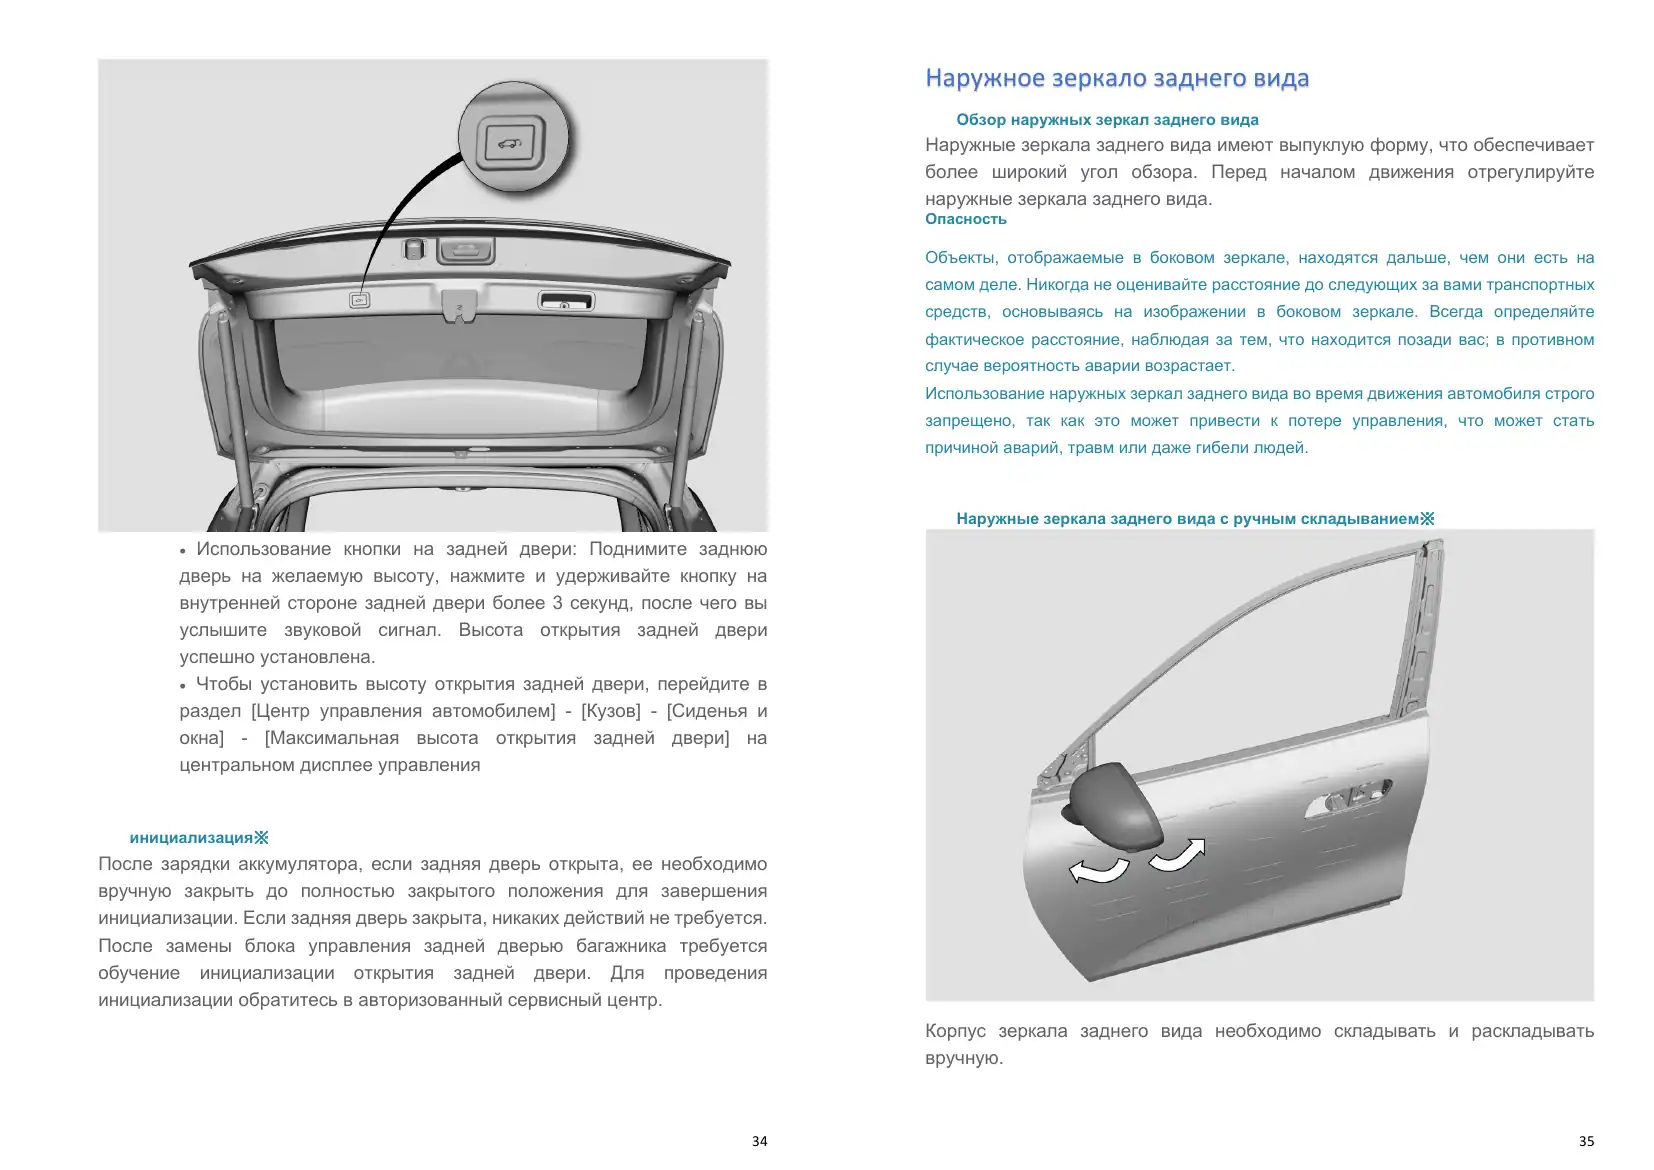 • Использование кнопки на задней двери: Поднимите заднюю
дверь на желаемую высоту, нажмите и удерживайте кнопку на
внутренней стороне задней двери более 3 секунд, после чего вы
услышите звуковой сигнал. Высота открытия задней двери
успешно установлена.
• Чтобы установить высоту открытия задней двери, перейдите в
раздел [Центр управления автомобилем] - [Кузов] - [Сиденья и
окна] - [Максимальная высота открытия задней двери] на
центральном дисплее управления
инициализация※
После зарядки аккумулятора, если задняя дверь открыта, ее необходимо
вручную закрыть до полностью закрытого положения для завершения
инициализации. Если задняя дверь закрыта, никаких действий не требуется.
После замены блока управления задней дверью багажника требуется
обучение инициализации открытия задней двери. Для проведения
инициализации обратитесь в авторизованный сервисный центр.
34
Наружное зеркало заднего вида
Обзор наружных зеркал заднего вида
Наружные зеркала заднего вида имеют выпуклую форму, что обеспечивает
более широкий угол обзора. Перед началом движения отрегулируйте
наружные зеркала заднего вида.
Опасность
Объекты, отображаемые в боковом зеркале, находятся дальше, чем они есть на
самом деле. Никогда не оценивайте расстояние до следующих за вами транспортных
средств, основываясь на изображении в боковом зеркале. Всегда определяйте
фактическое расстояние, наблюдая за тем, что находится позади вас; в противном
случае вероятность аварии возрастает.
Использование наружных зеркал заднего вида во время движения автомобиля строго
запрещено, так как это может привести к потере управления, что может стать
причиной аварий, травм или даже гибели людей.
Наружные зеркала заднего вида с ручным складыванием※
Корпус зеркала заднего вида необходимо складывать и раскладывать
вручную.
35